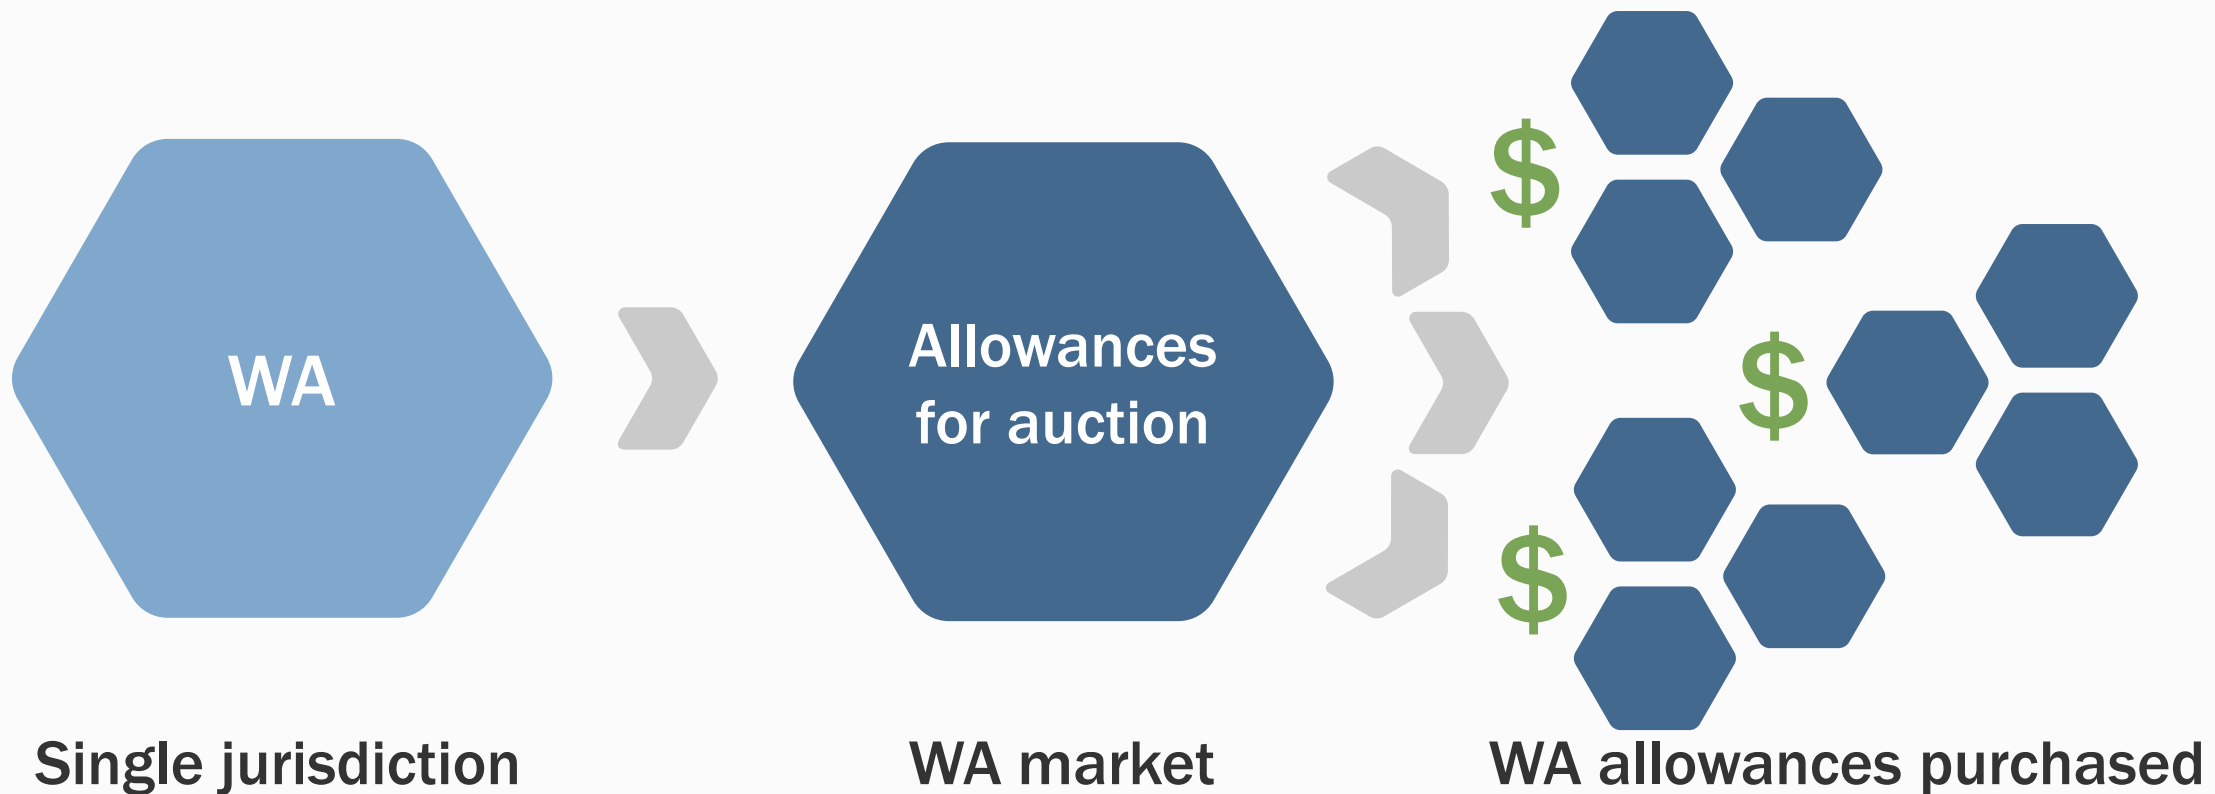 WA
Allowances
for auction
$
$
$
Single jurisdiction
WA market
WA allowances purchased